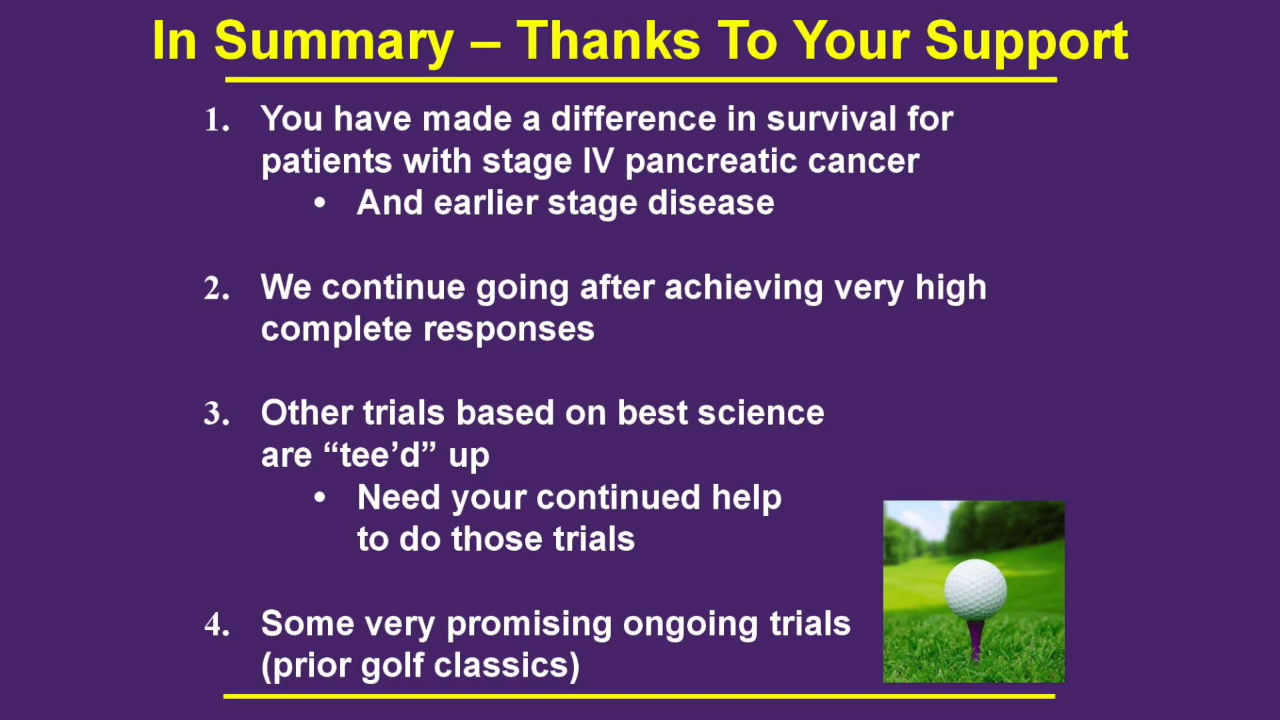 In Summary – Thanks To Your Support
1. You have made a difference in survival for
patients with stage IV pancreatic cancer
• And earlier stage disease
2. We continue going after achieving very high
complete responses
3. Other trials based on best science
are “tee’d” up
• Need your continued help
to do those trials
4. Some very promising ongoing trials
(prior golf classics)